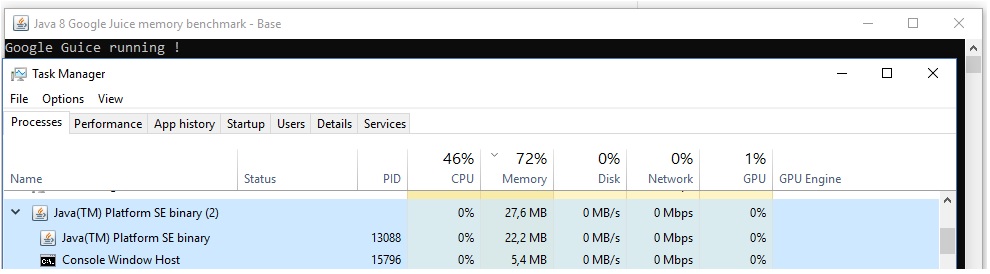 Java 8 Google Juice memory benchmark - Base
Google Guice running !
Task Manager
File Options View
Processes Performance App history Startup Users Details Services
46% 72% 0% 0% 1%
Name Status PID CPU Memory Disk Network GPU GPU Engine
Java(TM) Platform SE binary (2) 0% 27,6 MB 0 MB/s 0 Mbps 0%
Java(TM) Platform SE binary 13088 0% 22,2 MB 0 MB/s 0 Mbps 0%
Console Window Host 15796 0% 5,4 MB 0 MB/s 0 Mbps 0%